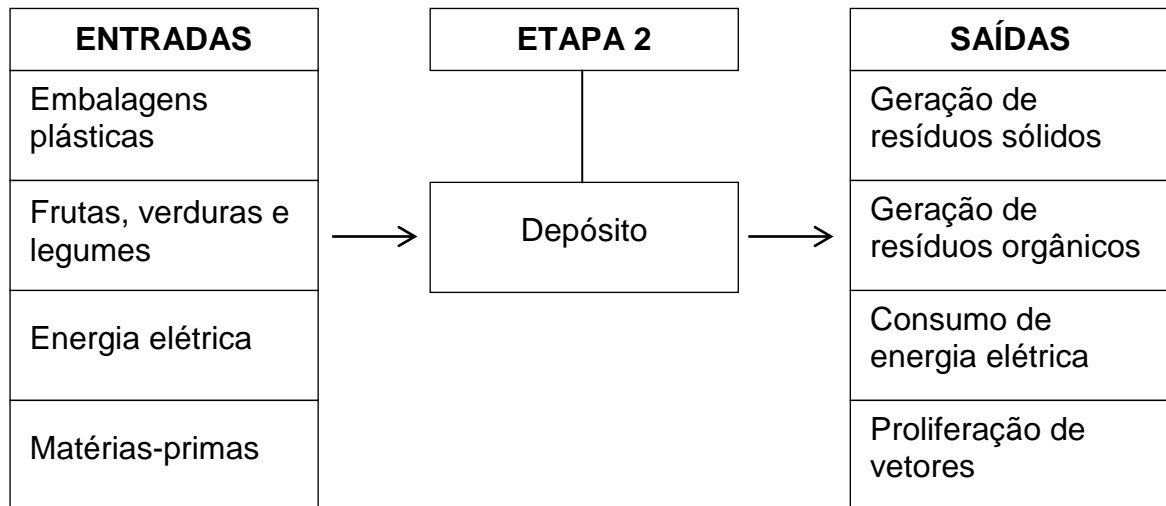 ENTRADAS
Embalagens
plásticas
Frutas, verduras e
legumes
Energia elétrica
Matérias-primas
ETAPA 2
Depósito
SAÍDAS
Geração de
resíduos sólidos
Geração de
resíduos orgânicos
Consumo de
energia elétrica
Proliferação de
vetores